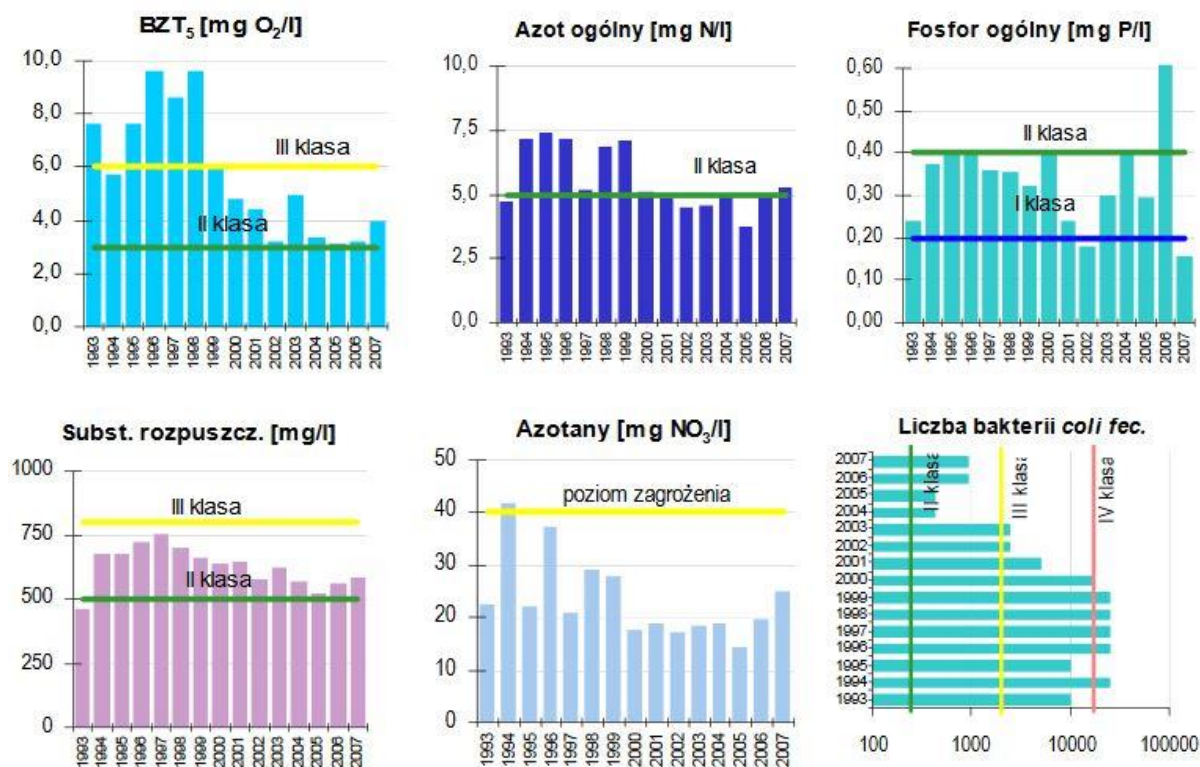 BZT₅ [mg O₂/l]
10,0
8,0
6,0
4,0
2,0
0,0
III klasa
II klasa
1993 1994 1995 1996 1997 1998 1999 2000 2001 2002 2003 2004 2005 2006 2007
Azot ogólny [mg N/l]
10,0
7,5
5,0
2,5
0,0
II klasa
1993 1994 1995 1996 1997 1998 1999 2000 2001 2002 2003 2004 2005 2006 2007
Fosfor ogólny [mg P/l]
0,60
0,50
0,40
0,30
0,20
0,10
0,00
II klasa
I klasa
1993 1994 1995 1996 1997 1998 1999 2000 2001 2002 2003 2004 2005 2006 2007
Subst. rozpuszcz. [mg/l]
1000
750
500
250
0
III klasa
II klasa
1993 1994 1995 1996 1997 1998 1999 2000 2001 2002 2003 2004 2005 2006 2007
Azotany [mg NO₃/l]
50
40
30
20
10
0
poziom zagrożenia
1993 1994 1995 1996 1997 1998 1999 2000 2001 2002 2003 2004 2005 2006 2007
Liczba bakterii coli fec.
2007
2006
2005
2004
2003
2002
2001
2000
1999
1998
1997
1996
1995
1994
1993
II klasa
III klasa
IV klasa
100 1000 10000 100000